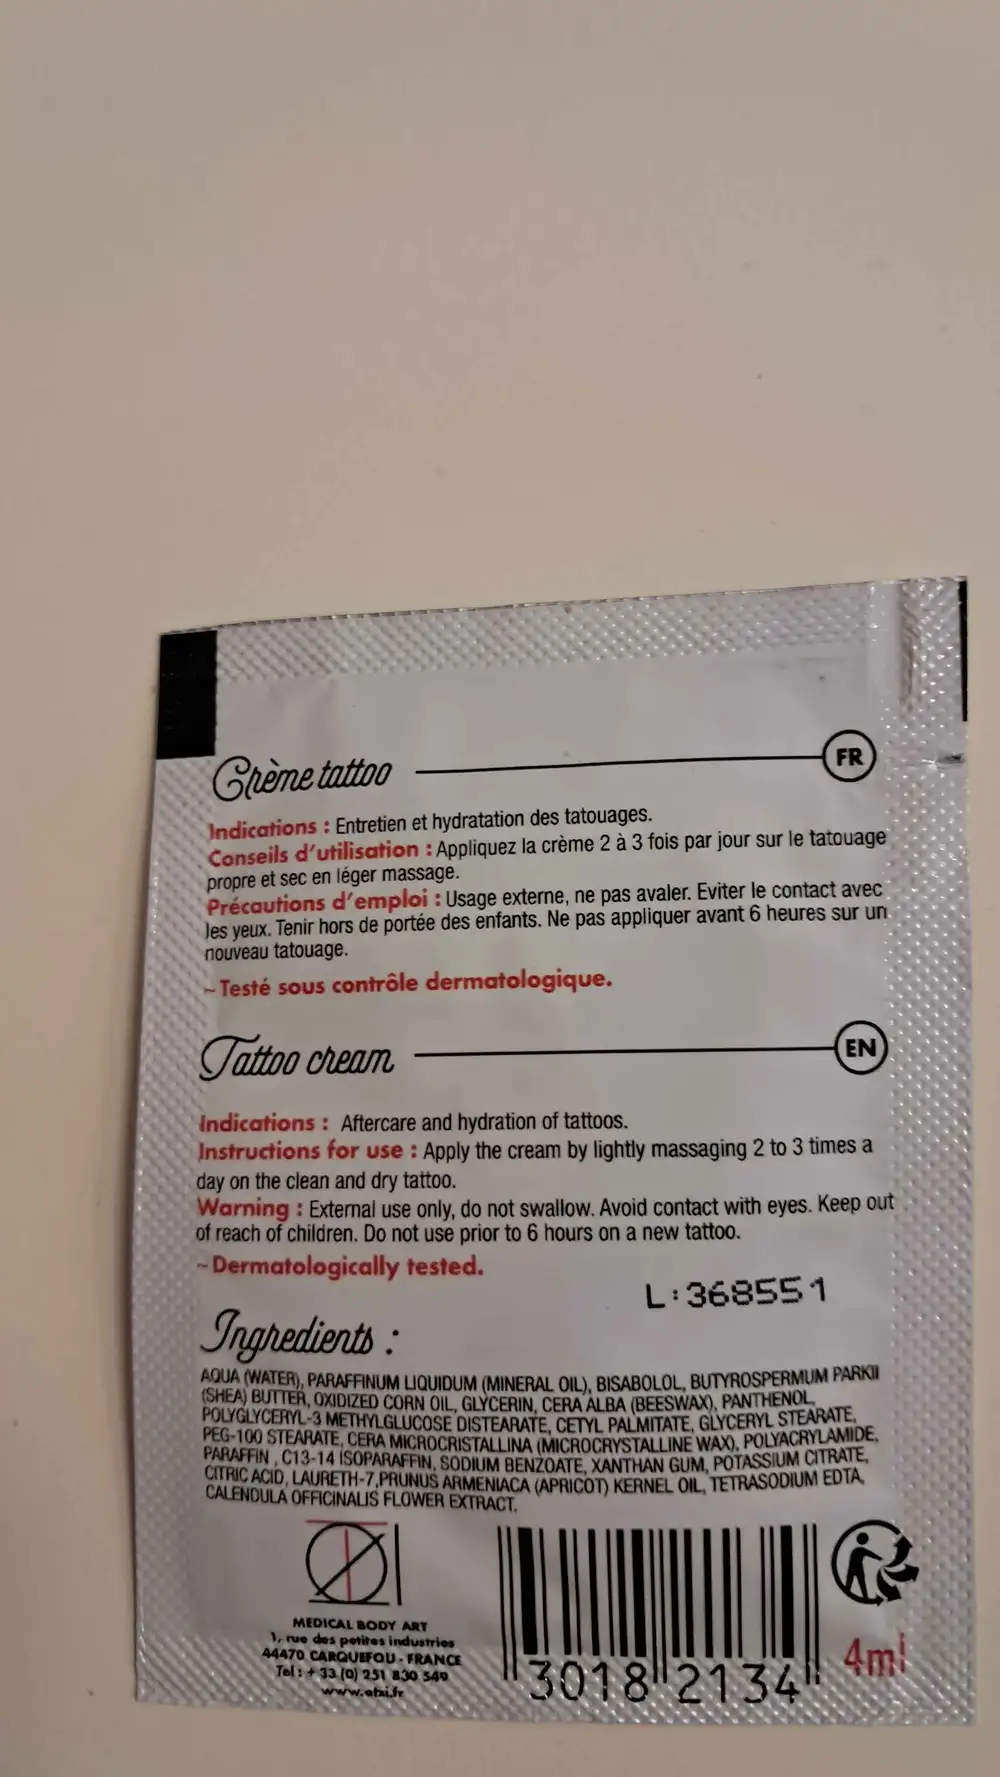 Crème tattoo FR
Indications : Entretien et hydratation des tatouages.
Conseils d'utilisation : Appliquez la crème 2 à 3 fois par jour sur le tatouage
propre et sec en léger massage.
Précautions d'emploi : Usage externe, ne pas avaler. Eviter le contact avec
les yeux. Tenir hors de portée des enfants. Ne pas appliquer avant 6 heures sur un
nouveau tatouage.
~ Testé sous contrôle dermatologique.
Tattoo cream EN
Indications : Aftercare and hydration of tattoos.
Instructions for use : Apply the cream by lightly massaging 2 to 3 times a
day on the clean and dry tattoo.
Warning : External use only, do not swallow. Avoid contact with eyes. Keep out
of reach of children. Do not use prior to 6 hours on a new tattoo.
~ Dermatologically tested.
L:368551
Ingredients :
AQUA (WATER), PARAFFINUM LIQUIDUM (MINERAL OIL), BISABOLOL, BUTYROSPERMUM PARKII
(SHEA) BUTTER, OXIDIZED CORN OIL, GLYCERIN, CERA ALBA (BEESWAX), PANTHENOL,
POLYGLYCERYL-3 METHYLGLUCOSE DISTEARATE, CETYL PALMITATE, GLYCERYL STEARATE,
PEG-100 STEARATE, CERA MICROCRISTALLINA (MICROCRYSTALLINE WAX), POLYACRYLAMIDE,
PARAFFIN , C13-14 ISOPARAFFIN, SODIUM BENZOATE, XANTHAN GUM, POTASSIUM CITRATE,
CITRIC ACID, LAURETH-7,PRUNUS ARMENIACA (APRICOT) KERNEL OIL, TETRASODIUM EDTA,
CALENDULA OFFICINALIS FLOWER EXTRACT.
MEDICAL BODY ART
1, rue des petites industries
44470 CARQUEFOU - FRANCE
Tel : + 33 (0) 251 830 549
www.otzi.fr
3018 2134
4ml